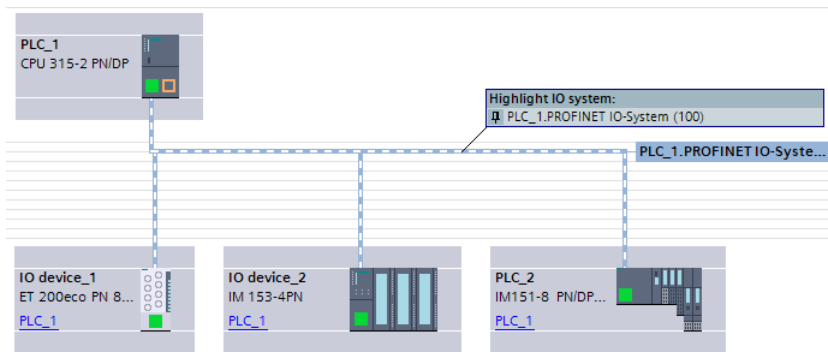 PLC_1
CPU 315-2 PN/DP
Highlight IO system:
PLC_1.PROFINET IO-System (100)
PLC_1.PROFINET IO-Syste...
IO device_1
ET 200eco PN 8...
PLC_1
IO device_2
IM 153-4PN
PLC_1
PLC_2
IM151-8 PN/DP...
PLC_1